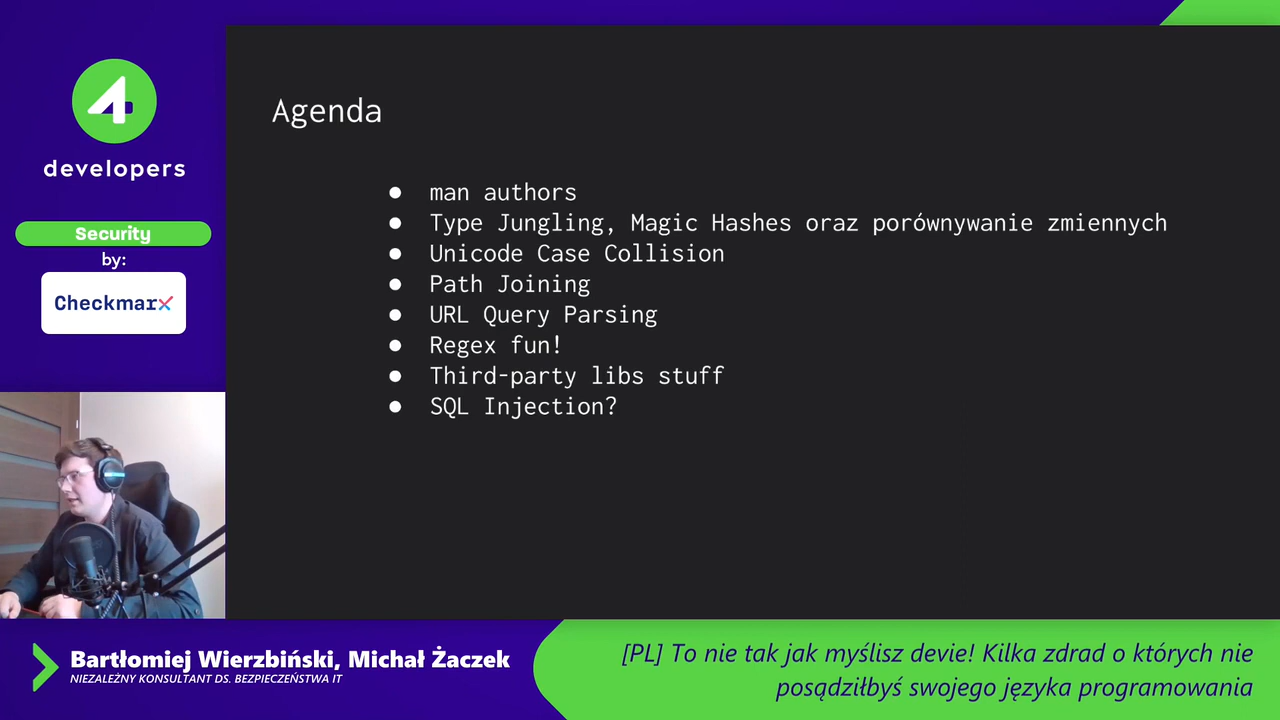 developers
Security
by:
Checkmarx
Agenda
● man authors
● Type Jungling, Magic Hashes oraz porównywanie zmiennych
● Unicode Case Collision
● Path Joining
● URL Query Parsing
● Regex fun!
● Third-party libs stuff
● SQL Injection?
Bartłomiej Wierzbiński, Michał Żaczek
NIEZALEŻNY KONSULTANT DS. BEZPIECZEŃSTWA IT
[PL] To nie tak jak myślisz devie! Kilka zdrad o których nie
posądziłbyś swojego języka programowania